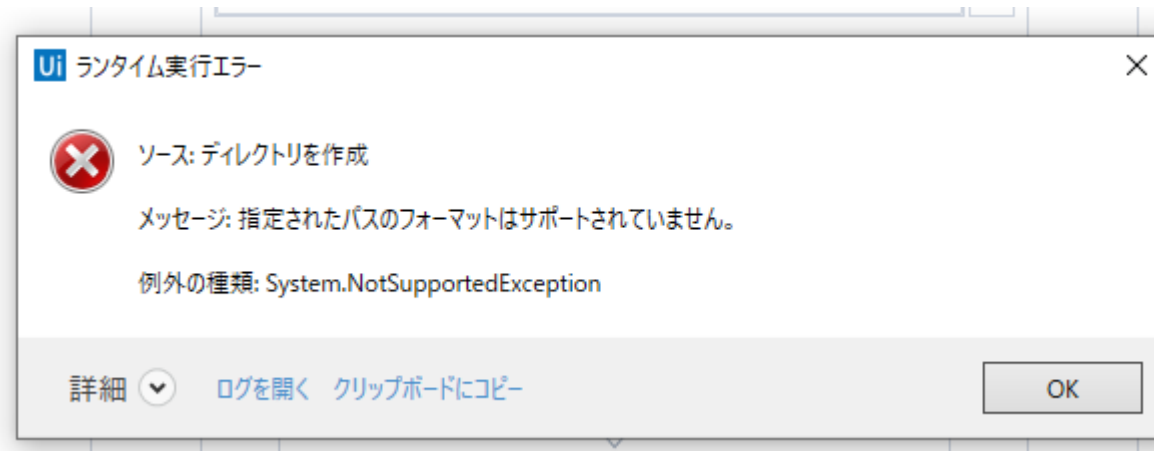 Ui ランタイム実行エラー
ソース: ディレクトリを作成
メッセージ: 指定されたパスのフォーマットはサポートされていません。
例外の種類: System.NotSupportedException
詳細 ログを開く クリップボードにコピー OK